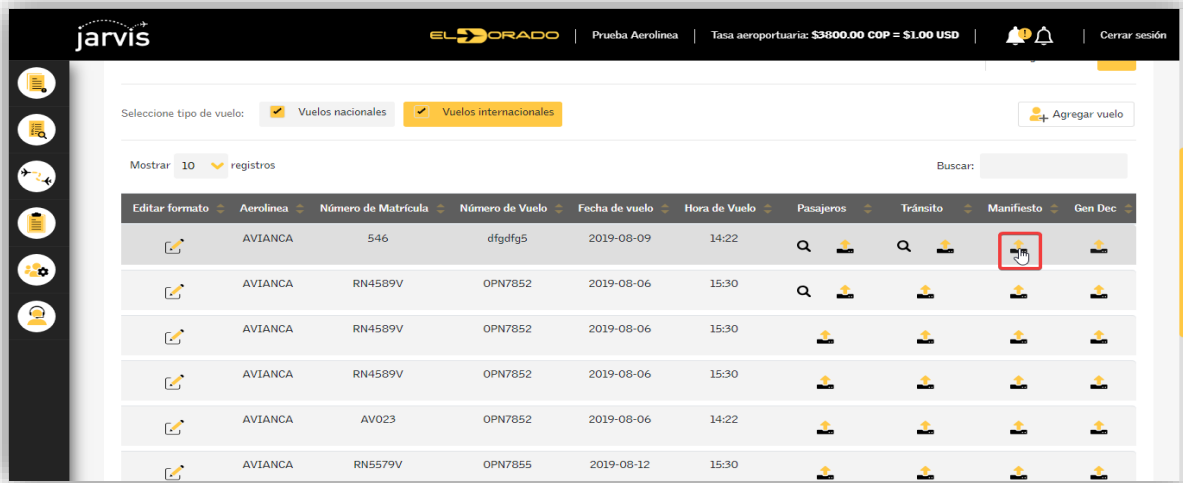 jarvis
EL DORADO | Prueba Aerolinea | Tasa aeroportuaria: $3800.00 COP = $1.00 USD | Cerrar sesión
Seleccione tipo de vuelo: Vuelos nacionales Vuelos internacionales Agregar vuelo
Mostrar 10 registros Buscar:
Editar formato Aerolinea Número de Matrícula Número de Vuelo Fecha de vuelo Hora de Vuelo Pasajeros Tránsito Manifiesto Gen Dec
AVIANCA 546 dfgdfg5 2019-08-09 14:22
AVIANCA RN4589V OPN7852 2019-08-06 15:30
AVIANCA RN4589V OPN7852 2019-08-06 15:30
AVIANCA RN4589V OPN7852 2019-08-06 15:30
AVIANCA AV023 OPN7852 2019-08-06 14:22
AVIANCA RN5579V OPN7855 2019-08-12 15:30